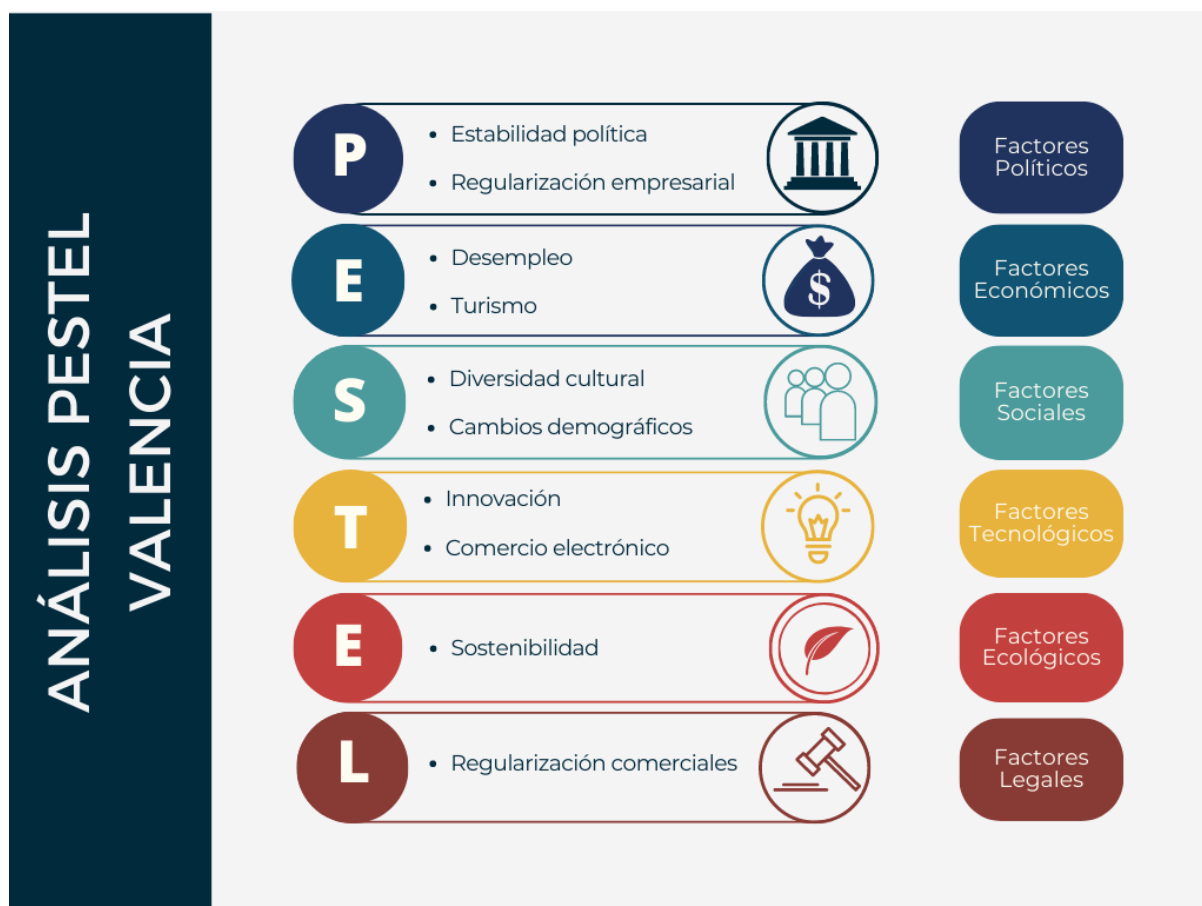 ANÁLISIS PESTEL
VALENCIA
P
• Estabilidad política
• Regularización empresarial
Factores
Políticos
E
• Desempleo
• Turismo
$
Factores
Económicos
S
• Diversidad cultural
• Cambios demográficos
Factores
Sociales
T
• Innovación
• Comercio electrónico
Factores
Tecnológicos
E
• Sostenibilidad
Factores
Ecológicos
L
• Regularización comerciales
Factores
Legales